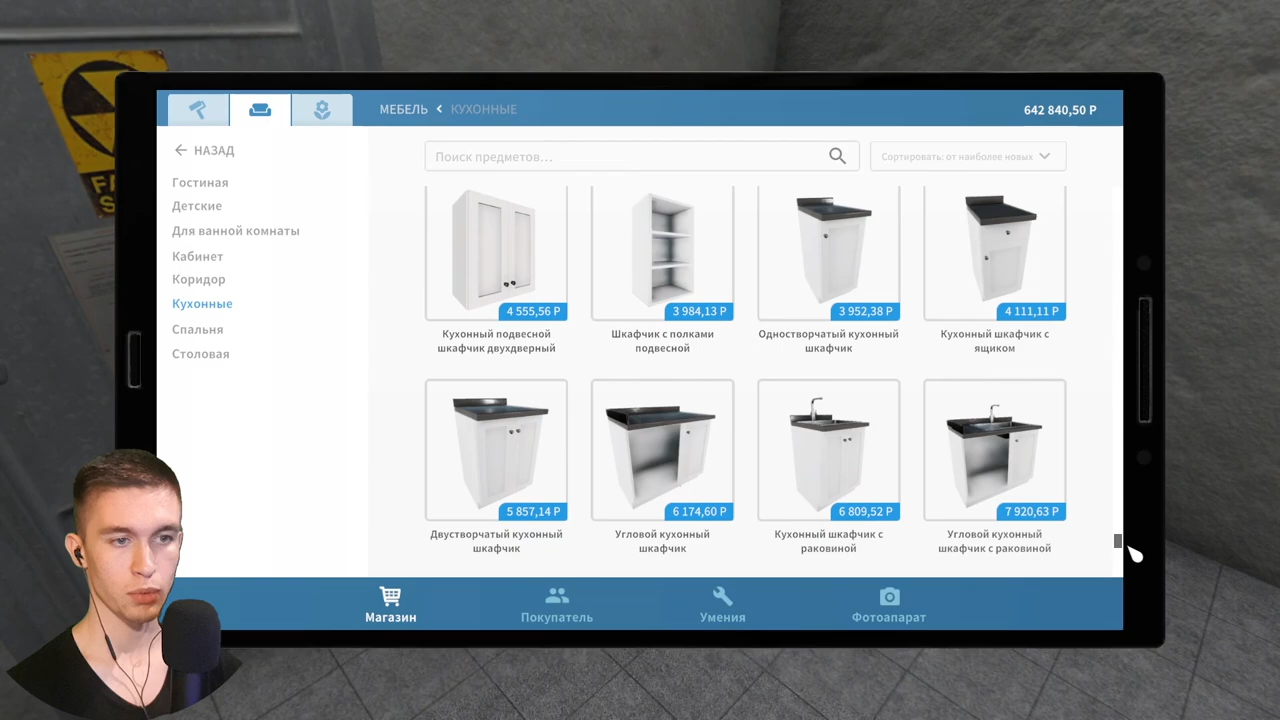 МЕБЕЛЬ < КУХОННЫЕ
642 840,50 Р
НАЗАД
Поиск предметов...
Сортировать: от наиболее новых
Гостиная
Детские
Для ванной комнаты
Кабинет
Коридор
Кухонные
Спальня
Столовая
4 555,56 Р
3 984,13 Р
3 952,38 Р
4 111,11 Р
Кухонный подвесной
шкафчик двухдверный
Шкафчик с полками
подвесной
Одностворчатый кухонный
шкафчик
Кухонный шкафчик с
ящиком
5 857,14 Р
6 174,60 Р
6 809,52 Р
7 920,63 Р
Двустворчатый кухонный
шкафчик
Угловой кухонный
шкафчик
Кухонный шкафчик с
раковиной
Угловой кухонный
шкафчик с раковиной
Магазин
Покупатель
Умения
Фотоаппарат